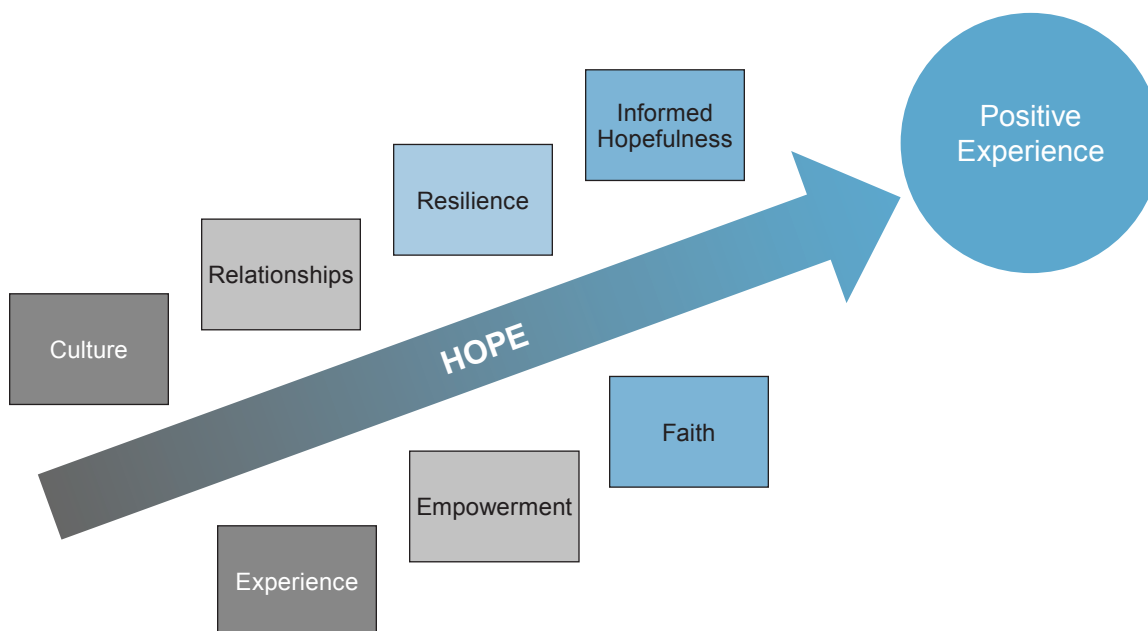 Positive
Experience
Informed
Hopefulness
Resilience
Relationships
Culture
HOPE
Faith
Empowerment
Experience